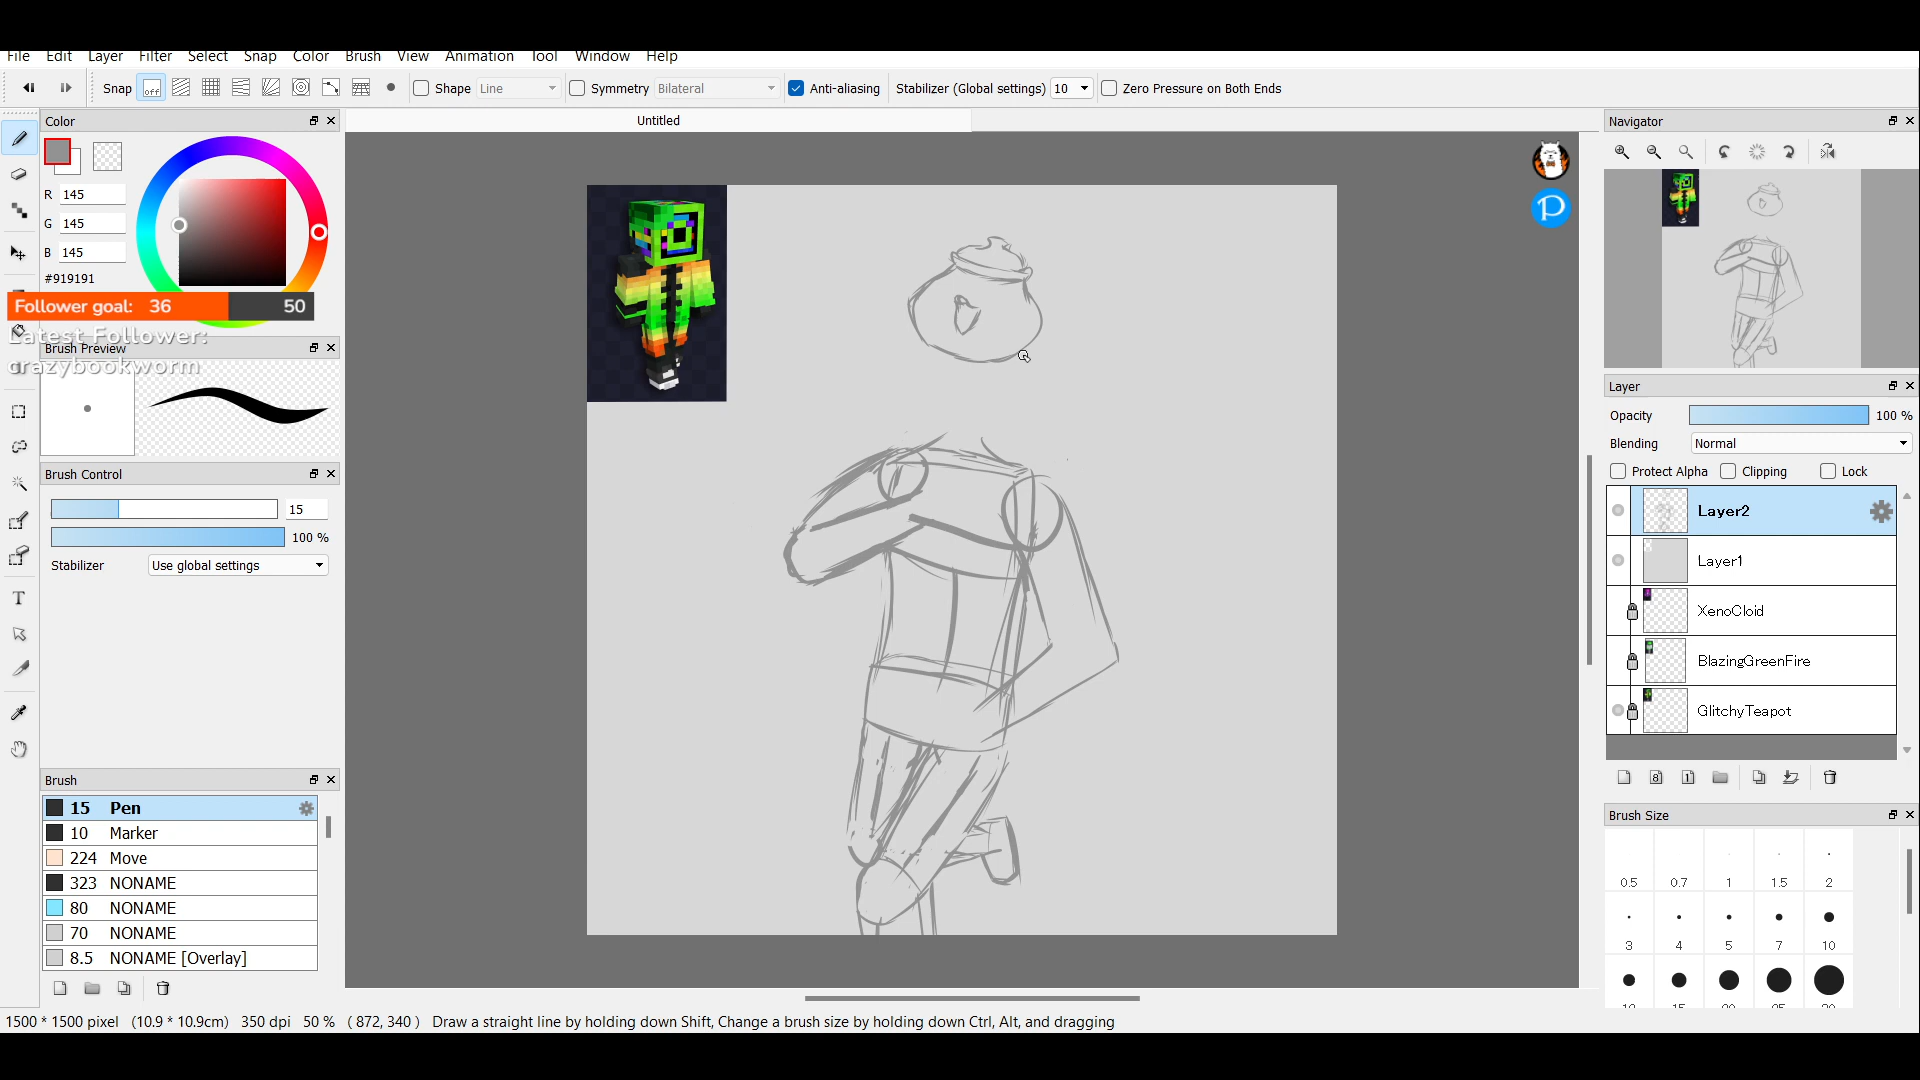 File Edit Layer Filter Select Snap Color Brush View Animation Tool Window Help
Snap off Shape Line Symmetry Bilateral Anti-aliasing Stabilizer (Global settings) 10 Zero Pressure on Both Ends
Color
Untitled
Navigator
R 145
G 145
B 145
#919191
Follower goal: 36 50
Latest Follower:
crazybookworm
Brush Preview
Brush Control
15
100 %
Stabilizer Use global settings
Brush
15 Pen
10 Marker
224 Move
323 NONAME
80 NONAME
70 NONAME
8.5 NONAME [Overlay]
Layer
Opacity 100 %
Blending Normal
Protect Alpha Clipping Lock
Layer2
Layer1
XenoCloid
BlazingGreenFire
GlitchyTeapot
8 1
Brush Size
0.5 0.7 1 1.5 2
3 4 5 7 10
T
P
1500 * 1500 pixel (10.9 * 10.9cm) 350 dpi 50 % ( 872, 340 ) Draw a straight line by holding down Shift, Change a brush size by holding down Ctrl, Alt, and dragging